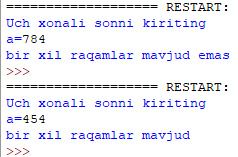 =================== RESTART:
Uch xonali sonni kiriting
a=784
bir xil raqamlar mavjud emas
>>>
=================== RESTART:
Uch xonali sonni kiriting
a=454
bir xil raqamlar mavjud
>>>